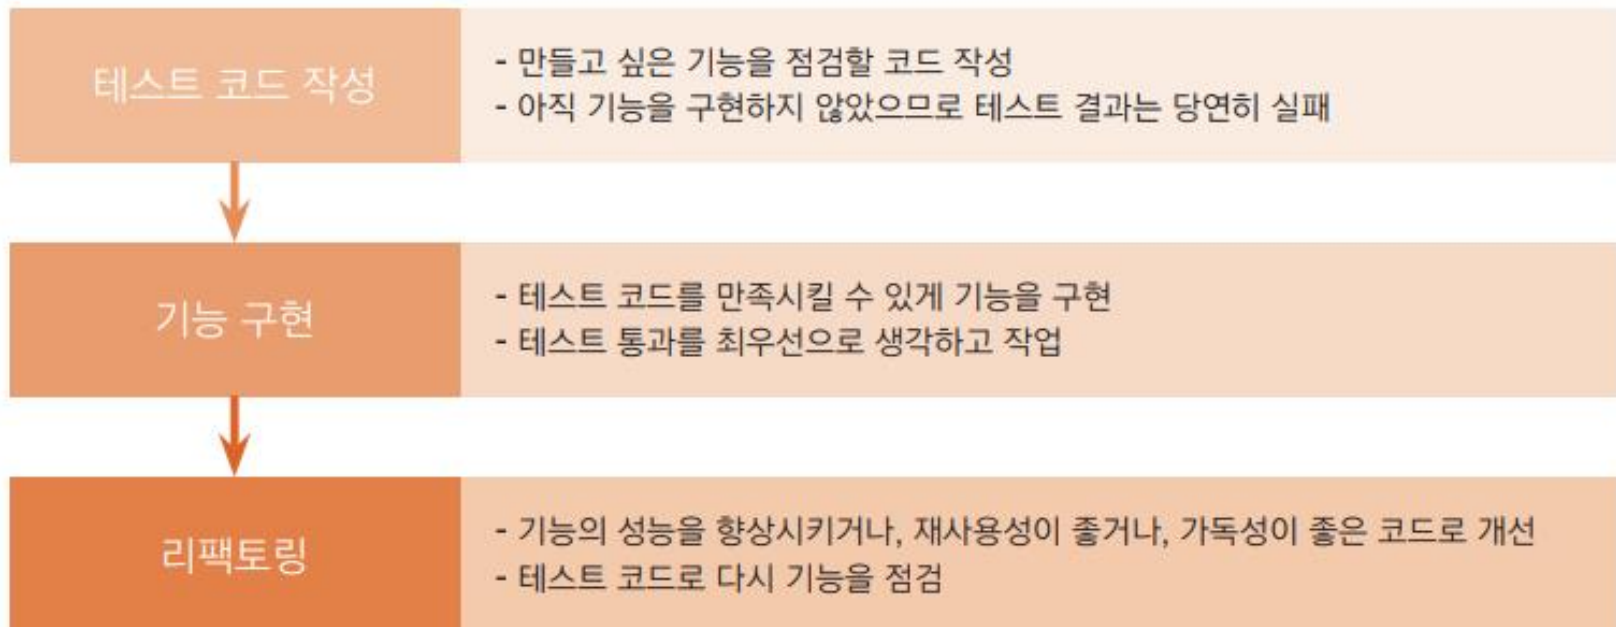 테스트 코드 작성
- 만들고 싶은 기능을 점검할 코드 작성
- 아직 기능을 구현하지 않았으므로 테스트 결과는 당연히 실패
기능 구현
- 테스트 코드를 만족시킬 수 있게 기능을 구현
- 테스트 통과를 최우선으로 생각하고 작업
리팩토링
- 기능의 성능을 향상시키거나, 재사용성이 좋거나, 가독성이 좋은 코드로 개선
- 테스트 코드로 다시 기능을 점검